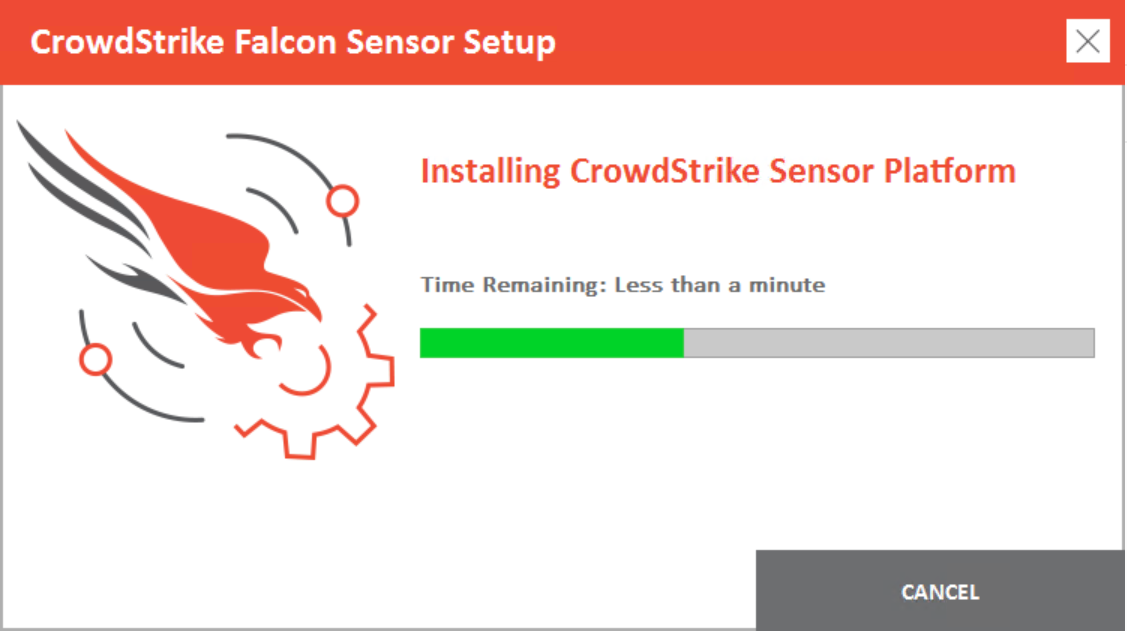 CrowdStrike Falcon Sensor Setup
Installing CrowdStrike Sensor Platform
Time Remaining: Less than a minute
CANCEL